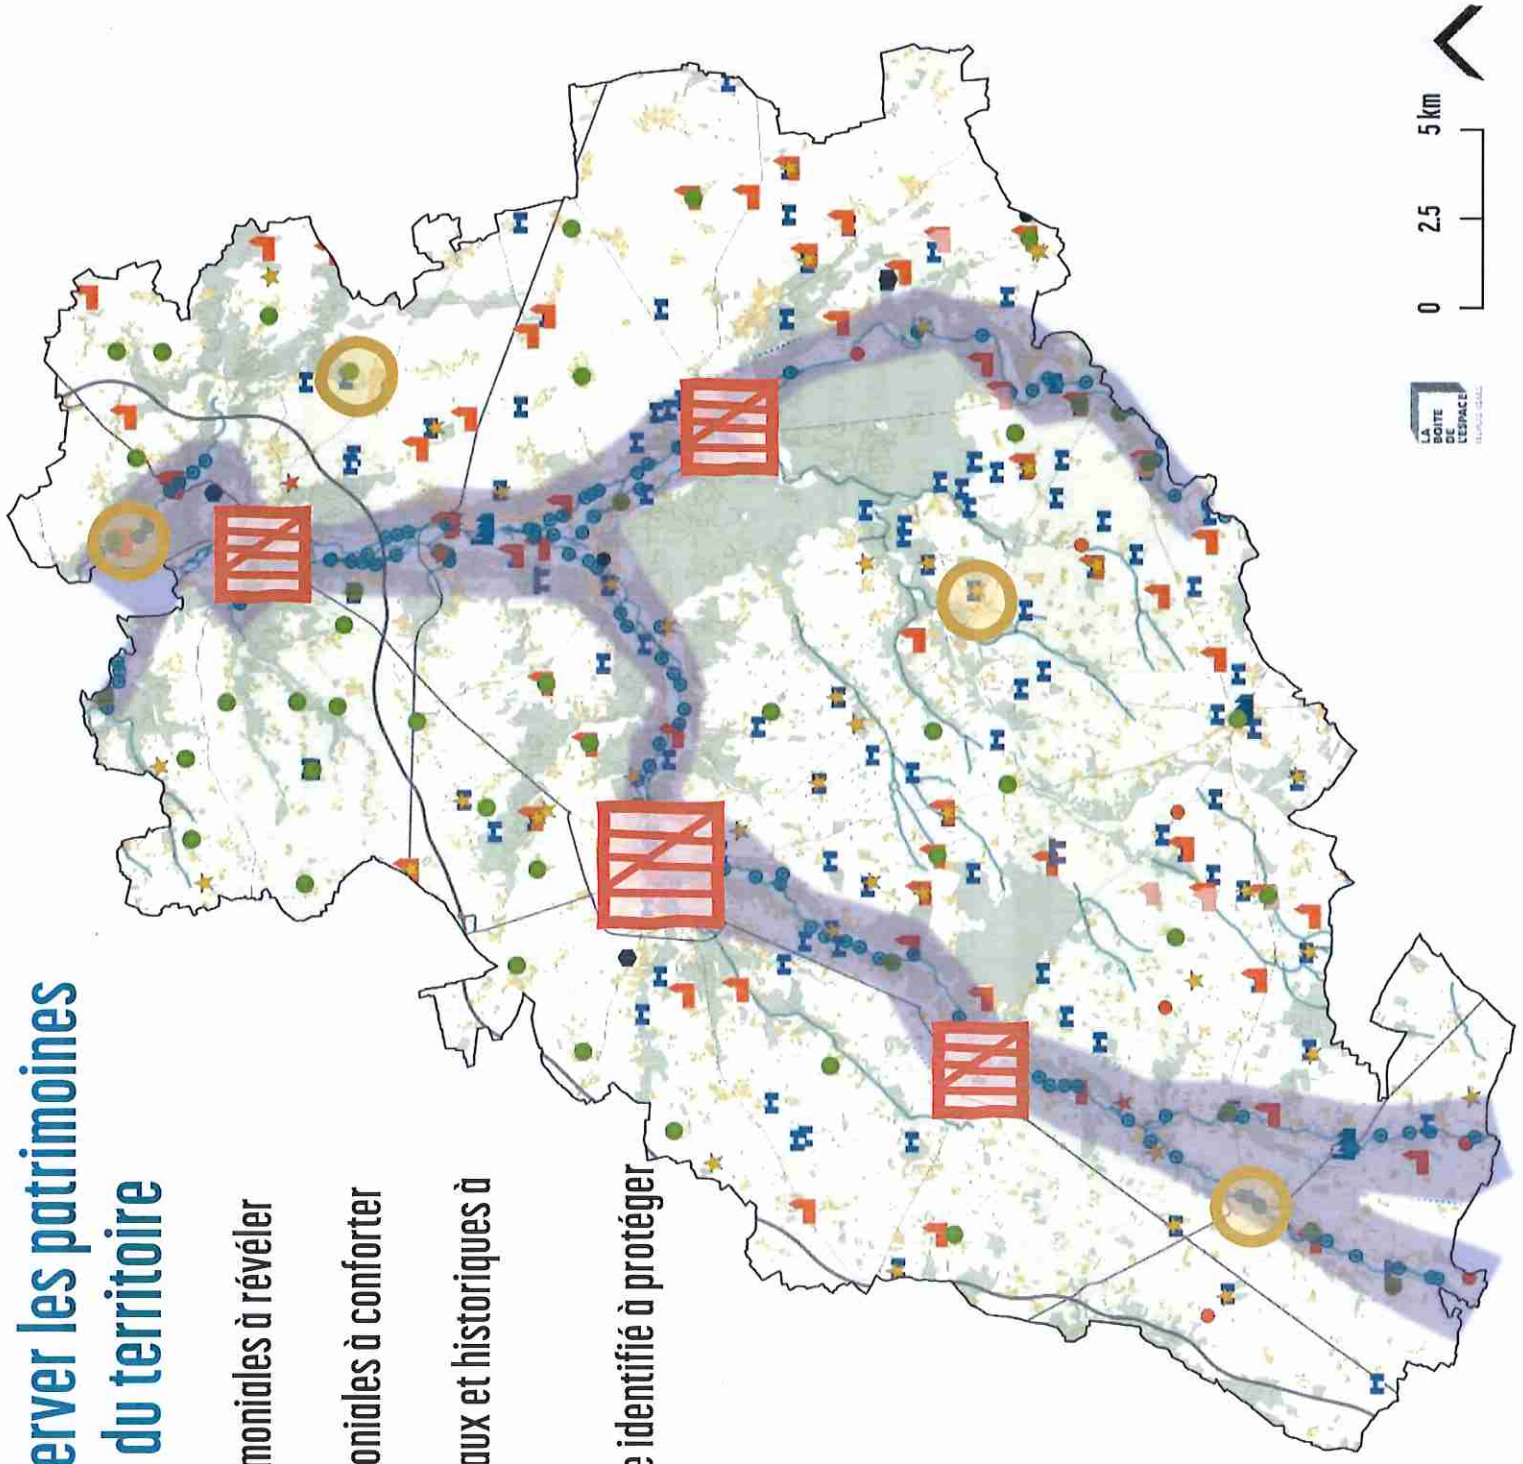 erver les patrimoines
du territoire
moniales à révéler
oniales à conforter
aux et historiques à
e identifié à protéger
0 2.5 5 km
LA
BOITE
DE
L'ESPACE